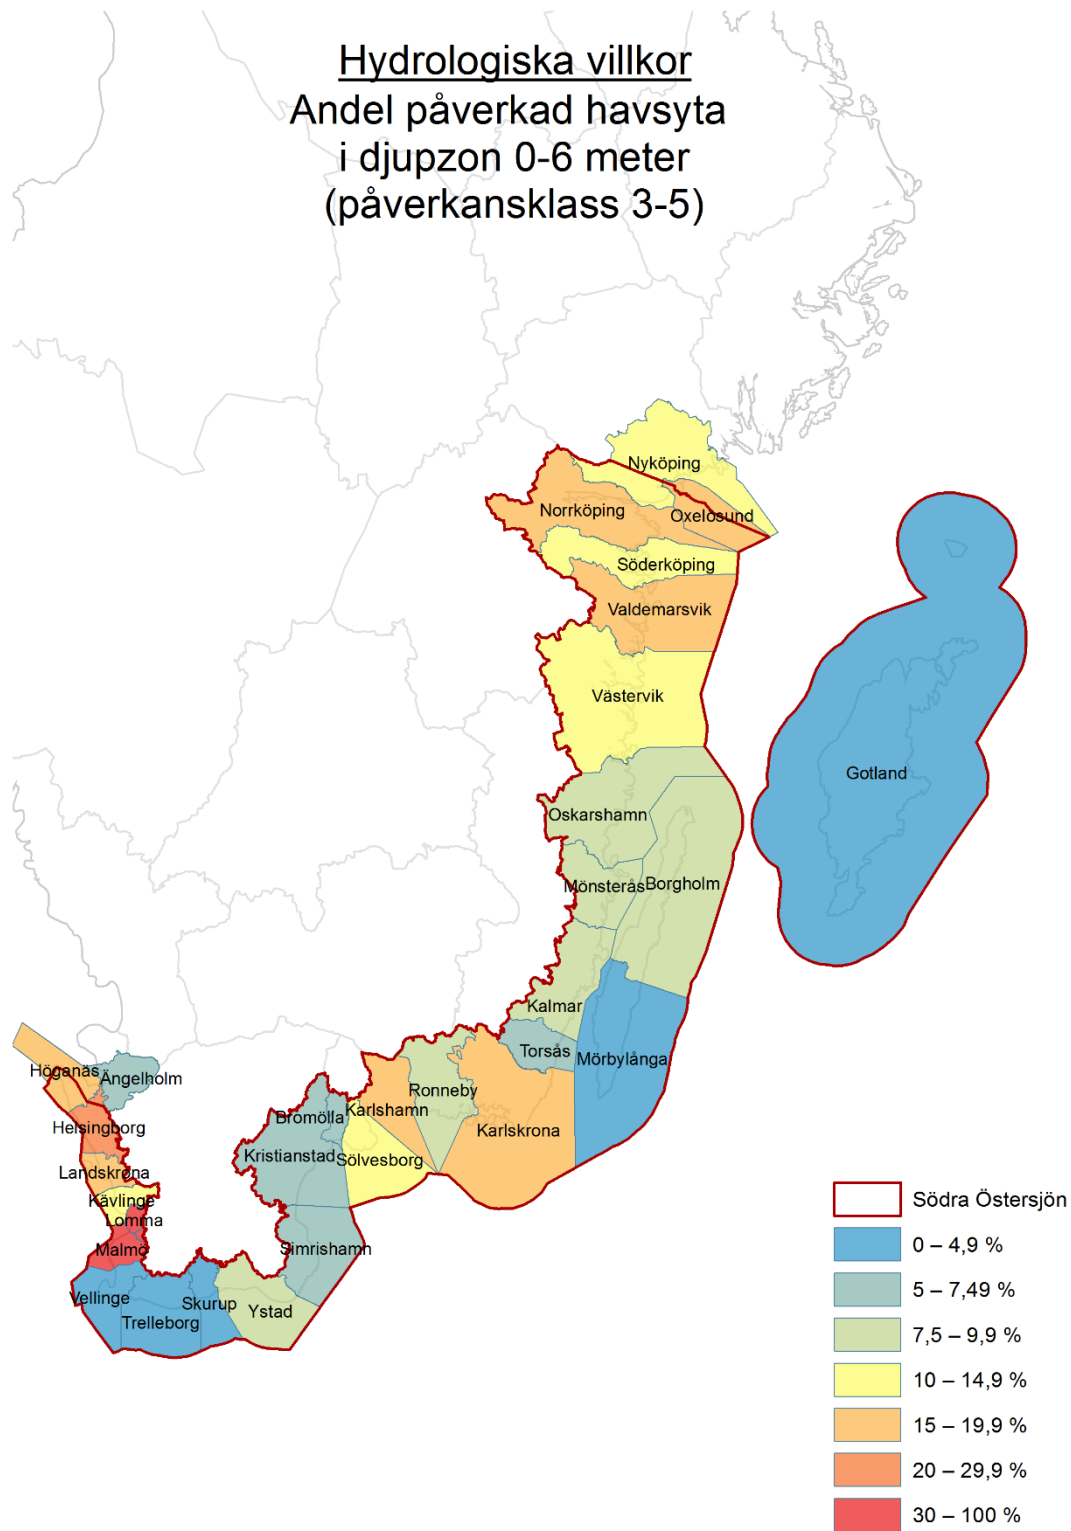 Hydrologiska villkor
Andel påverkad havsyta
i djupzon 0-6 meter
(påverkansklass 3-5)
Nyköping
Norrköping
Oxelösund
Söderköping
Valdemarsvik
Västervik
Gotland
Oskarshamn
Mönsterås
Borgholm
Kalmar
Torsås
Mörbylånga
Höganäs
Ängelholm
Ronneby
Karlshamn
Bromölla
Helsingborg
Karlskrona
Kristianstad
Sölvesborg
Landskrona
Kävlinge
Lomma
Malmö
Simrishamn
Vellinge
Skurup
Ystad
Trelleborg
Södra Östersjön
0 – 4,9 %
5 – 7,49 %
7,5 – 9,9 %
10 – 14,9 %
15 – 19,9 %
20 – 29,9 %
30 – 100 %